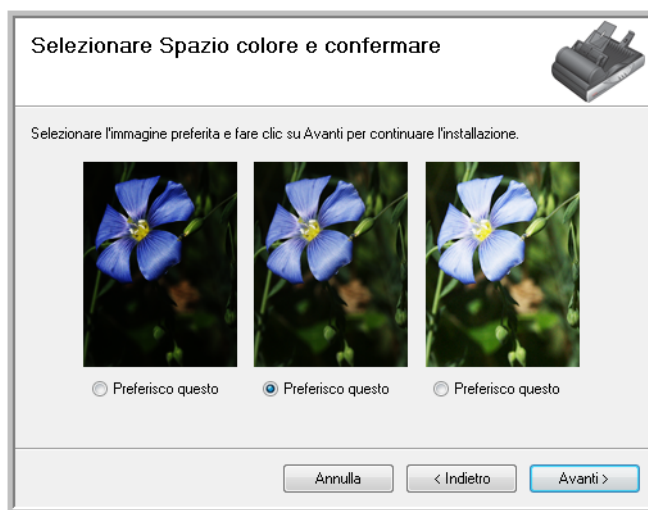 Selezionare Spazio colore e confermare
Selezionare l'immagine preferita e fare clic su Avanti per continuare l'installazione.
Preferisco questo
Preferisco questo
Preferisco questo
Annulla
< Indietro
Avanti >